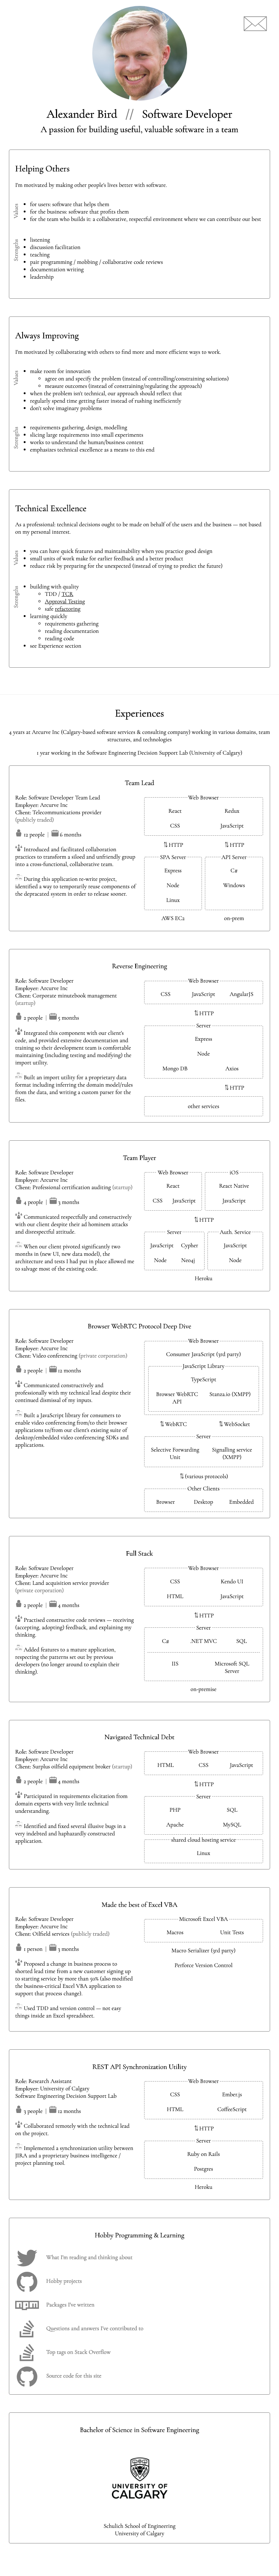 Alexander Bird // Software Developer
A passion for building useful, valuable software in a team
Helping Others
I'm motivated by making other people's lives better with software.
Values
for users: software that helps them
for the business: software that profits them
for the team who builds it: a collaborative, respectful environment where we can contribute our best
Strengths
listening
discussion facilitation
teaching
pair programming / mobbing / collaborative code reviews
documentation writing
leadership
Always Improving
I'm motivated by collaborating with others to find more and more efficient ways to work.
Values
make room for innovation
agree on and specify the problem (instead of controlling/constraining solutions)
measure outcomes (instead of constraining/regulating the approach)
when the problem isn't technical, our approach should reflect that
regularly spend time getting faster instead of rushing inefficiently
don't solve imaginary problems
Strengths
requirements gathering, design, modelling
slicing large requirements into small experiments
works to understand the human/business context
emphasizes technical excellence as a means to this end
Technical Excellence
As a professional: technical decisions ought to be made on behalf of the users and the business — not based
on my personal interest.
Values
you can have quick features and maintainability when you practice good design
small units of work make for earlier feedback and a better product
reduce risk by preparing for the unexpected (instead of trying to predict the future)
Strengths
building with quality
TDD / TCR
Approval Testing
safe refactoring
learning quickly
requirements gathering
reading documentation
reading code
see Experience section
Experiences
4 years at Arcurve Inc (Calgary-based software services & consulting company) working in various domains, team
structures, and technologies
1 year working in the Software Engineering Decision Support Lab (University of Calgary)
Team Lead
Role: Software Developer Team Lead
Employer: Arcurve Inc
Client: Telecommunications provider
(publicly traded)
12 people | 6 months
Introduced and facilitated collaboration
practices to transform a siloed and unfriendly group
into a cross-functional, collaborative team.
During this application re-write project,
identified a way to temporarily reuse components of
the deprecated system in order to release sooner.
Web Browser
React Redux
CSS JavaScript
⇅ HTTP ⇅ HTTP
SPA Server API Server
Express C#
Node Windows
Linux
AWS EC2 on-prem
Reverse Engineering
Role: Software Developer
Employer: Arcurve Inc
Client: Corporate minutebook management
(startup)
2 people | 5 months
Integrated this component with our client's
code, and provided extensive documentation and
training so their development team is comfortable
maintaining (including testing and modifying) the
import utility.
Built an import utility for a proprietary data
format including inferring the domain model/rules
from the data, and writing a custom parser for the
files.
Web Browser
CSS JavaScript AngularJS
⇅ HTTP
Server
Express
Node
Mongo DB Axios
⇅ HTTP
other services
Team Player
Role: Software Developer
Employer: Arcurve Inc
Client: Professional certification auditing (startup)
4 people | 3 months
Communicated respectfully and constructively
with our client despite their ad hominem attacks
and disrespectful attitude.
When our client pivoted significantly two
months in (new UI, new data model), the
architecture and tests I had put in place allowed me
to salvage most of the existing code.
Web Browser iOS
React React Native
CSS JavaScript JavaScript
⇅ HTTP
Server Auth. Service
JavaScript Cypher JavaScript
Node Neo4j Node
Heroku
Browser WebRTC Protocol Deep Dive
Role: Software Developer
Employer: Arcurve Inc
Client: Video conferencing (private corporation)
2 people | 12 months
Communicated constructively and
professionally with my technical lead despite their
continued dismissal of my inputs.
Built a JavaScript library for consumers to
enable video conferencing from/to their browser
applications to/from our client's existing stable of
desktop/embedded video conferencing SDKs and
applications.
Web Browser
Consumer JavaScript (3rd party)
JavaScript Library
TypeScript
Browser WebRTC
API
Stanza.io (XMPP)
⇅ WebRTC ⇅ WebSocket
Server
Selective Forwarding
Unit
Signalling service
(XMPP)
⇅ (various protocols)
Other Clients
Browser Desktop Embedded
Full Stack
Role: Software Developer
Employer: Arcurve Inc
Client: Land acquisition service provider
(private corporation)
2 people | 4 months
Practised constructive code reviews — receiving
(accepting, adopting) feedback, and explaining my
thinking.
Added features to a mature application,
respecting the patterns set out by previous
developers (no longer around to explain their
thinking).
Web Browser
CSS Kendo UI
HTML JavaScript
⇅ HTTP
Server
C# .NET MVC SQL
IIS Microsoft SQL
Server
on-premise
Navigated Technical Debt
Role: Software Developer
Employer: Arcurve Inc
Client: Surplus oilfield equipment broker (startup)
2 people | 4 months
Participated in requirements elicitation from
domain experts with very little technical
understanding.
Identified and fixed several illusive bugs in a
very indebted and haphazardly constructed
application.
Web Browser
HTML CSS JavaScript
⇅ HTTP
Server
PHP SQL
Apache MySQL
shared cloud hosting service
Linux
Made the best of Excel VBA
Role: Software Developer
Employer: Arcurve Inc
Client: Oilfield services (publicly traded)
1 person | 3 months
Proposed a change in business process to
shorted lead time from a new customer signing up
to starting service by more than 50% (also modified
the business-critical Excel VBA application to
support that process change).
Used TDD and version control — not easy
things inside an Excel spreadsheet.
Microsoft Excel VBA
Macros Unit Tests
Macro Serializer (3rd party)
Perforce Version Control
REST API Synchronization Utility
Role: Research Assistant
Employer: University of Calgary
Software Engineering Decision Support Lab
3 people | 12 months
Collaborated remotely with the technical lead
on the project.
Implemented a synchronization utility between
JIRA and a proprietary business intelligence /
project planning tool.
Web Browser
CSS Ember.js
HTML CoffeeScript
⇅ HTTP
Server
Ruby on Rails
Postgres
Heroku
Hobby Programming & Learning
What I'm reading and thinking about
Hobby projects
npm Packages I've written
Questions and answers I've contributed to
Top tags on Stack Overflow
Source code for this site
Bachelor of Science in Software Engineering
UNIVERSITY OF
CALGARY
Schulich School of Engineering
University of Calgary